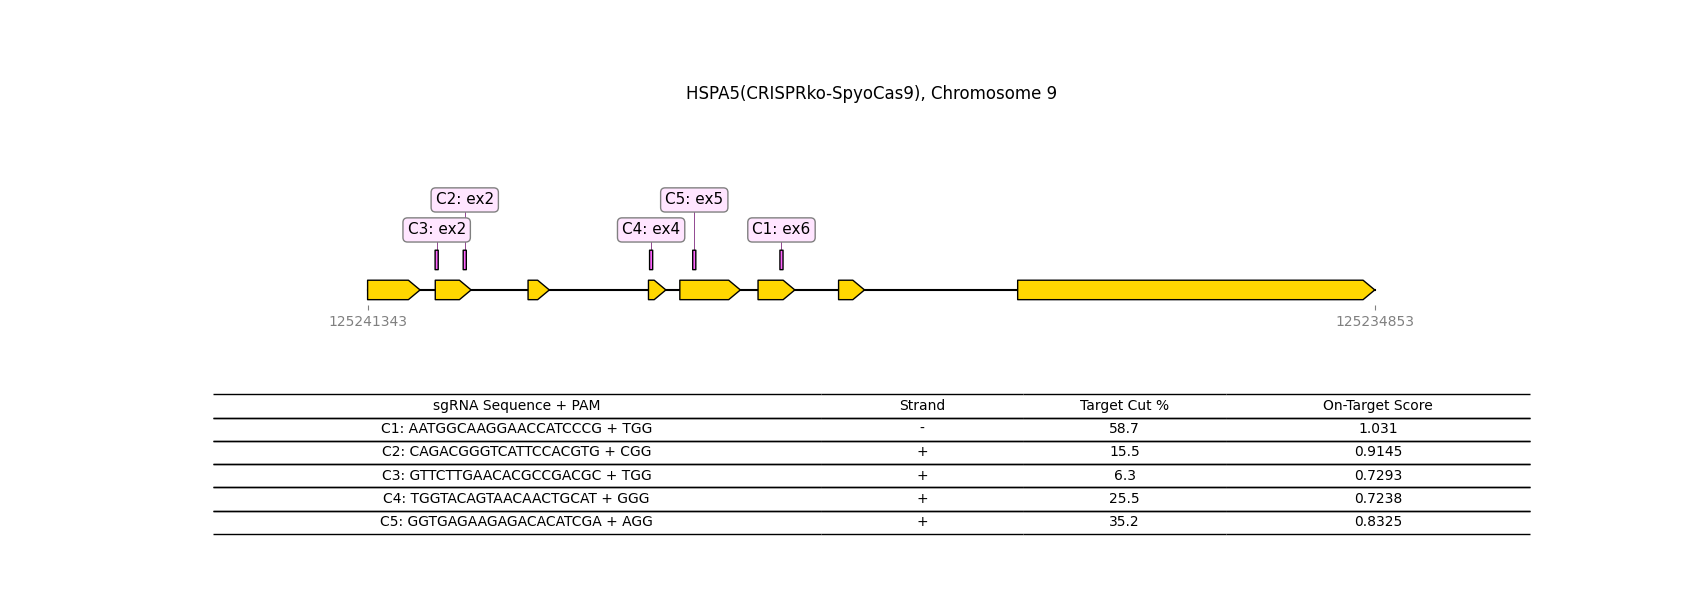 HSPA5(CRISPRko-SpyoCas9), Chromosome 9
C2: ex2
C5: ex5
C3: ex2
C4: ex4
C1: ex6
125241343
125234853
sgRNA Sequence + PAM Strand Target Cut % On-Target Score
C1: AATGGCAAGGAACCATCCCG + TGG - 58.7 1.031
C2: CAGACGGGTCATTCCACGTG + CGG + 15.5 0.9145
C3: GTTCTTGAACACGCCGACGC + TGG + 6.3 0.7293
C4: TGGTACAGTAACAACTGCAT + GGG + 25.5 0.7238
C5: GGTGAGAAGAGACACATCGA + AGG + 35.2 0.8325